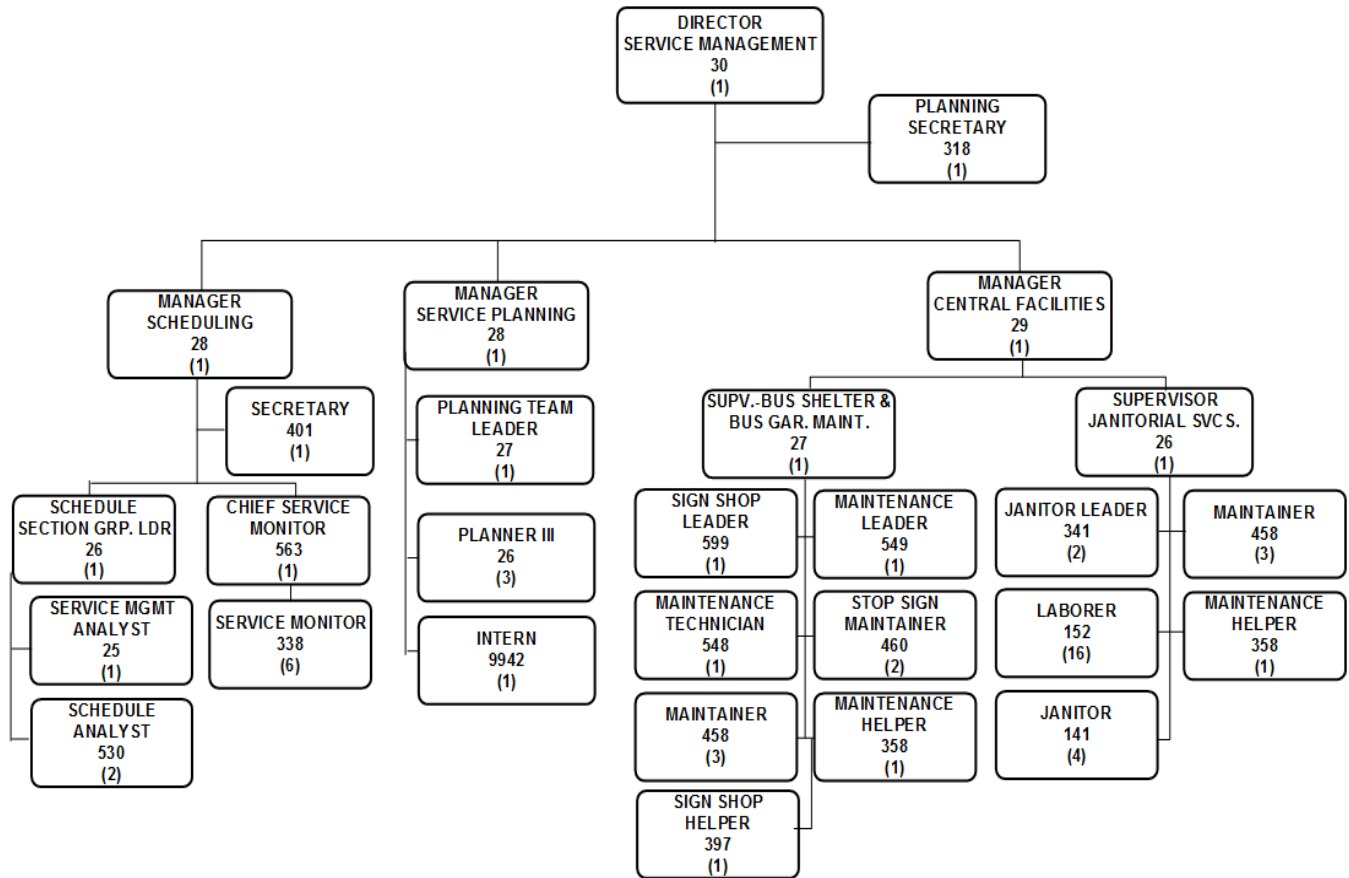 DIRECTOR
SERVICE MANAGEMENT
30
(1)
PLANNING
SECRETARY
318
(1)
MANAGER
SCHEDULING
28
(1)
SECRETARY
401
(1)
SCHEDULE
SECTION GRP. LDR
26
(1)
SERVICE MGMT
ANALYST
25
(1)
SCHEDULE
ANALYST
530
(2)
CHIEF SERVICE
MONITOR
563
(1)
SERVICE MONITOR
338
(6)
MANAGER
SERVICE PLANNING
28
(1)
PLANNING TEAM
LEADER
27
(1)
PLANNER III
26
(3)
INTERN
9942
(1)
MANAGER
CENTRAL FACILITIES
29
(1)
SUPV.-BUS SHELTER &
BUS GAR. MAINT.
27
(1)
SIGN SHOP
LEADER
599
(1)
MAINTENANCE
LEADER
549
(1)
MAINTENANCE
TECHNICIAN
548
(1)
STOP SIGN
MAINTAINER
460
(2)
MAINTAINER
458
(3)
MAINTENANCE
HELPER
358
(1)
SIGN SHOP
HELPER
397
(1)
SUPERVISOR
JANITORIAL SVCS.
26
(1)
JANITOR LEADER
341
(2)
MAINTAINER
458
(3)
LABORER
152
(16)
MAINTENANCE
HELPER
358
(1)
JANITOR
141
(4)